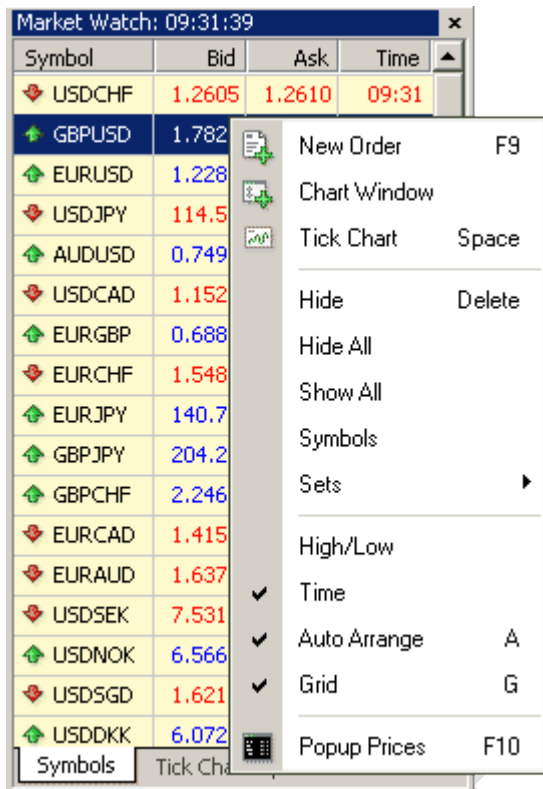 Market Watch: 09:31:39
Symbol Bid Ask Time
USDCHF 1.2605 1.2610 09:31
GBPUSD 1.782
EURUSD 1.228
USDJPY 114.5
AUDUSD 0.749
USDCAD 1.152
EURGBP 0.688
EURCHF 1.548
EURJPY 140.7
GBPJPY 204.2
GBPCHF 2.246
EURCAD 1.415
EURAUD 1.637
USDSEK 7.531
USDNOK 6.566
USDSGD 1.621
USDDKK 6.072
Symbols Tick Cha
New Order F9
Chart Window
Tick Chart Space
Hide Delete
Hide All
Show All
Symbols
Sets
High/Low
Time
Auto Arrange A
Grid G
Popup Prices F10